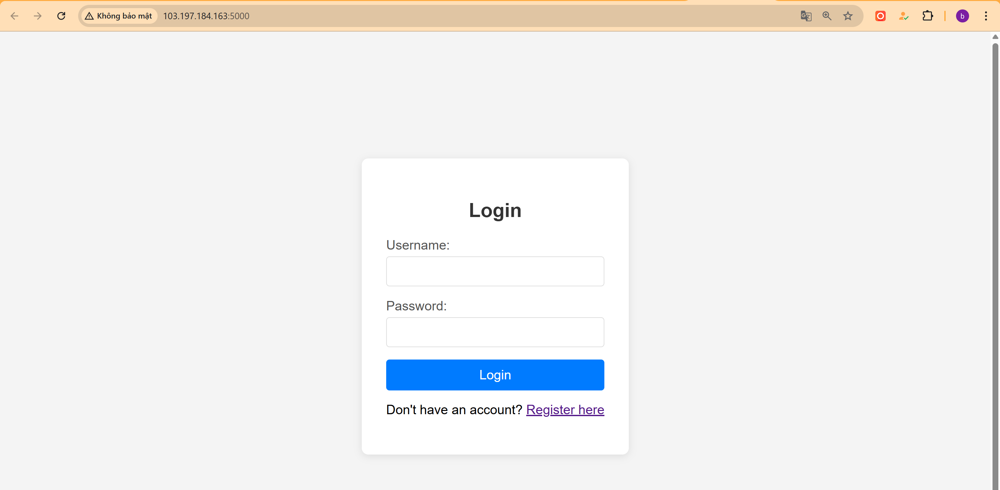 Không bảo mật 103.197.184.163:5000
b
Login
Username:
Password:
Login
Don't have an account? Register here